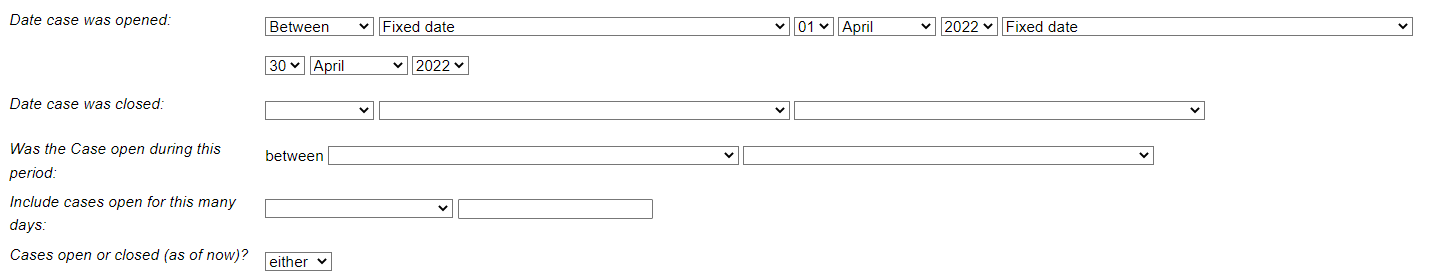 Date case was opened: Between Fixed date 01 April 2022 Fixed date
30 April 2022
Date case was closed:
Was the Case open during this
period:
between
Include cases open for this many
days:
Cases open or closed (as of now)? either